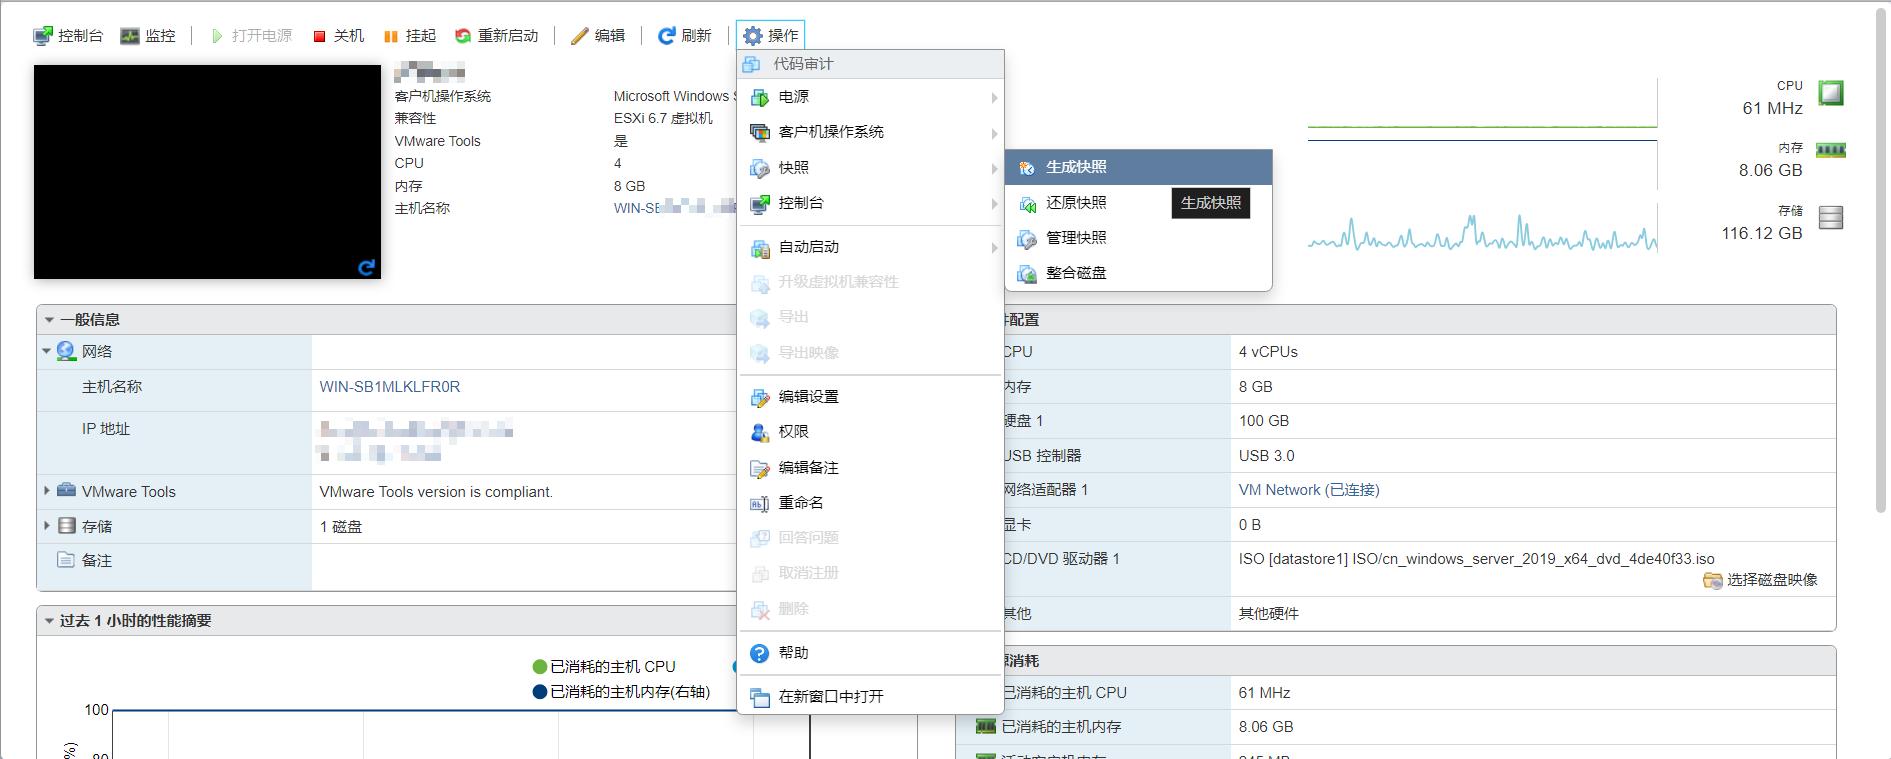 控制台 监控 打开电源 关机 挂起 重新启动 编辑 刷新 操作
代码审计
电源
客户机操作系统
快照
控制台
自动启动
升级虚拟机兼容性
导出
导出映像
编辑设置
权限
编辑备注
重命名
回答问题
取消注册
删除
帮助
在新窗口中打开
生成快照
还原快照
管理快照
整合磁盘
生成快照
客户机操作系统 Microsoft Windows
兼容性 ESXi 6.7 虚拟机
VMware Tools 是
CPU 4
内存 8 GB
主机名称 WIN-SB
CPU
61 MHz
内存
8.06 GB
存储
116.12 GB
一般信息
网络
主机名称 WIN-SB1MLKLFR0R
IP 地址
VMware Tools VMware Tools version is compliant.
存储 1 磁盘
备注
过去 1 小时的性能摘要
已消耗的主机 CPU
已消耗的主机内存(右轴)
100
80
%)
件配置
CPU 4 vCPUs
内存 8 GB
硬盘 1 100 GB
USB 控制器 USB 3.0
网络适配器 1 VM Network (已连接)
显卡 0 B
CD/DVD 驱动器 1 ISO [datastore1] ISO/cn_windows_server_2019_x64_dvd_4de40f33.iso
选择磁盘映像
其他 其他硬件
源消耗
已消耗的主机 CPU 61 MHz
已消耗的主机内存 8.06 GB
活动客户机内存